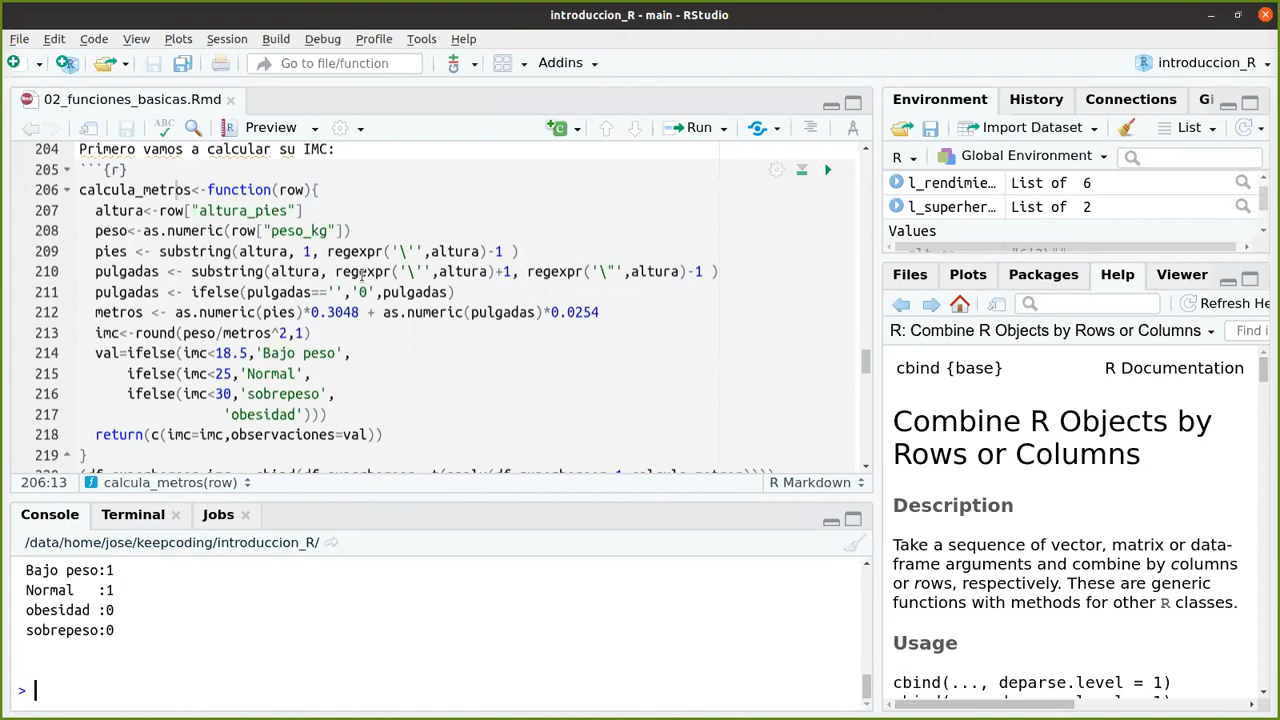 introduccion_R - main - RStudio
File Edit Code View Plots Session Build Debug Profile Tools Help
Go to file/function Addins introduccion_R
02_funciones_basicas.Rmd
ABC Preview Run
204 Primero vamos a calcular su IMC:
205 ```{r}
206 calcula_metros<-function(row){
207 altura<-row["altura_pies"]
208 peso<-as.numeric(row["peso_kg"])
209 pies <- substring(altura, 1, regexpr('\'',altura)-1 )
210 pulgadas <- substring(altura, regexpr('\'',altura)+1, regexpr('\"',altura)-1 )
211 pulgadas <- ifelse(pulgadas=='','0',pulgadas)
212 metros <- as.numeric(pies)*0.3048 + as.numeric(pulgadas)*0.0254
213 imc<-round(peso/metros^2,1)
214 val=ifelse(imc<18.5,'Bajo peso',
215 ifelse(imc<25,'Normal',
216 ifelse(imc<30,'sobrepeso',
217 'obesidad')))
218 return(c(imc=imc,observaciones=val))
219 }
206:13 calcula_metros(row) R Markdown
Console Terminal Jobs
/data/home/jose/keepcoding/introduccion_R/
Bajo peso:1
Normal :1
obesidad :0
sobrepeso:0
>
Environment History Connections Gi
Import Dataset List
R Global Environment
l_rendimie… List of 6
l_superher… List of 2
Values
Files Plots Packages Help Viewer
Refresh He
R: Combine R Objects by Rows or Columns Find i
cbind {base} R Documentation
Combine R Objects by
Rows or Columns
Description
Take a sequence of vector, matrix or data-
frame arguments and combine by columns
or rows, respectively. These are generic
functions with methods for other R classes.
Usage
cbind(..., deparse.level = 1)